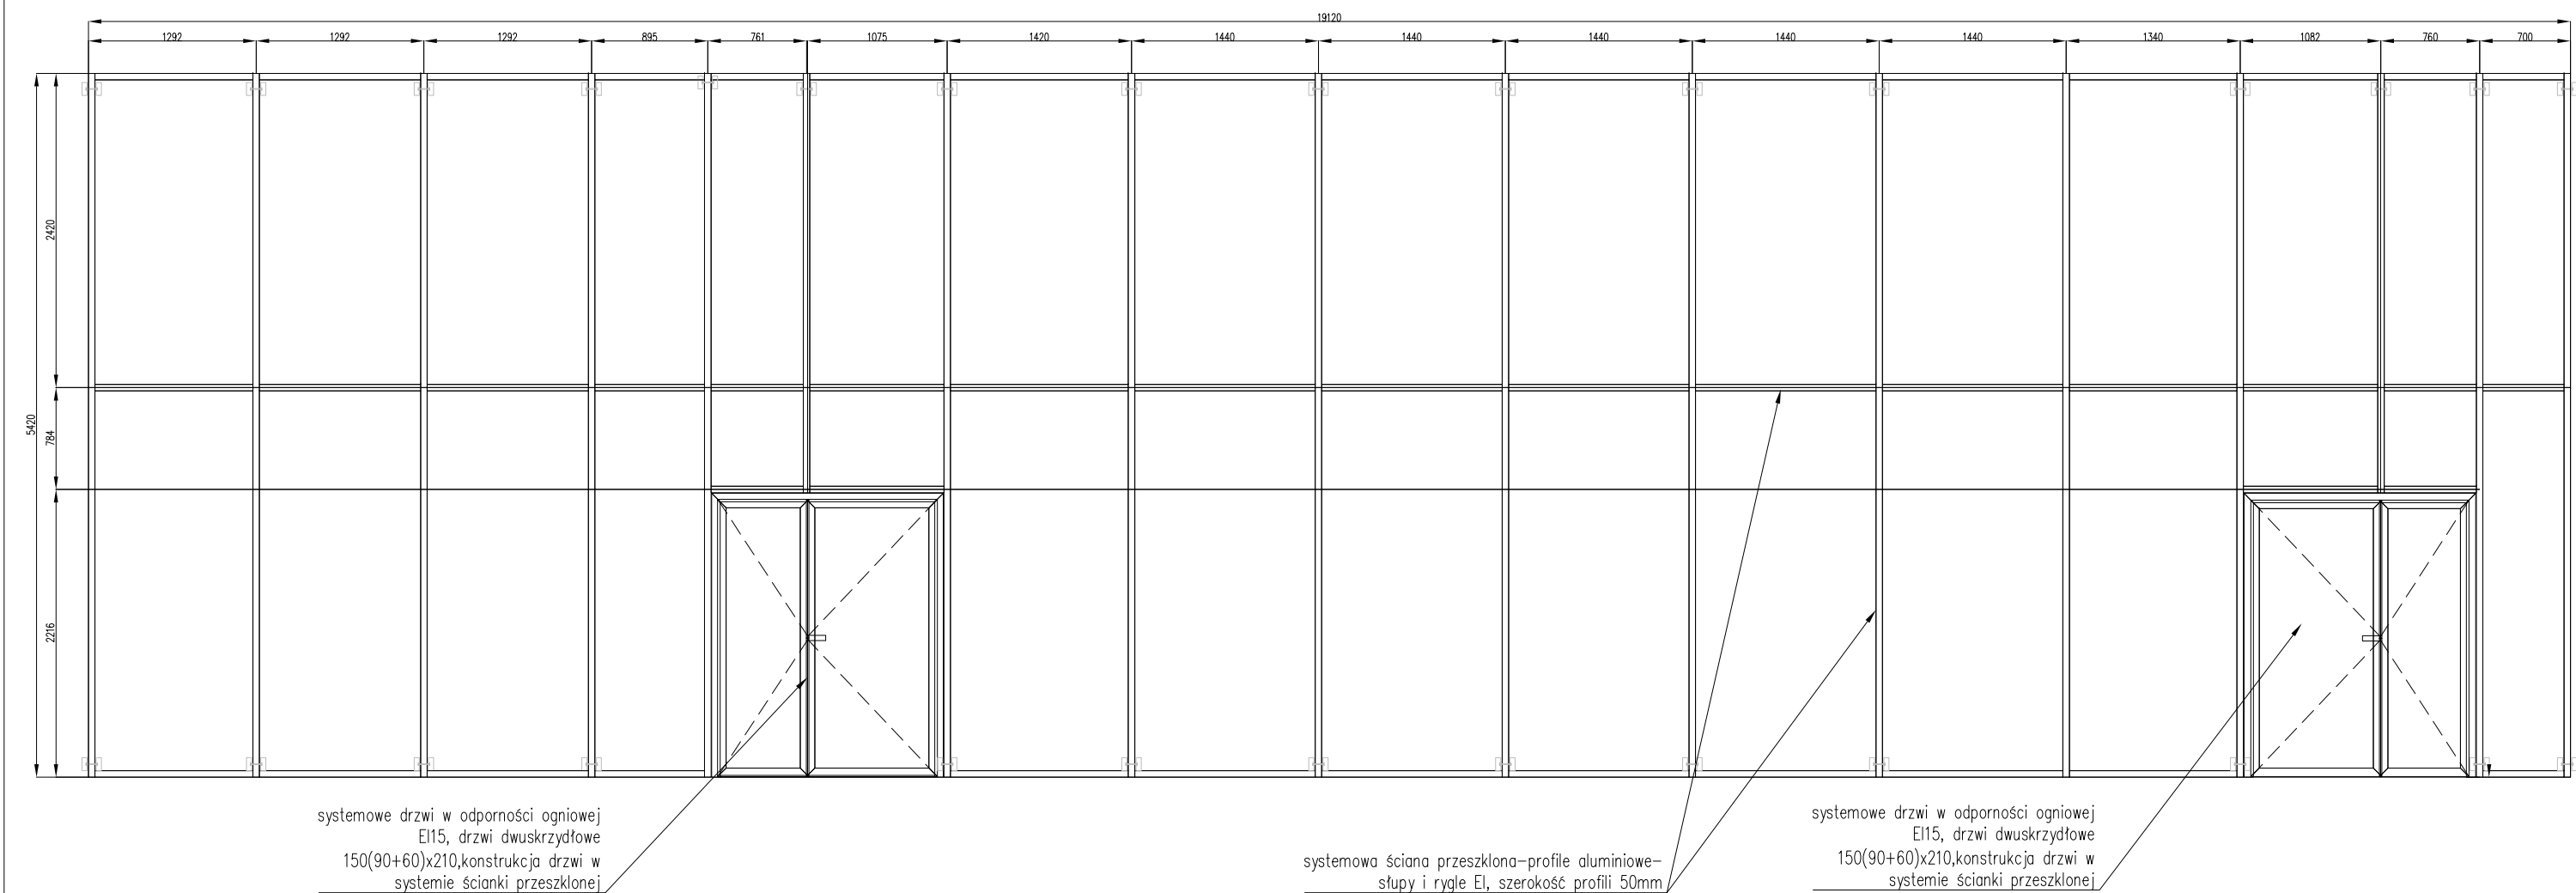 19120
1292 1292 1292 895 761 1075 1420 1440 1440 1440 1440 1440 1340 1082 760 700
2420
5420
784
2216
systemowe drzwi w odporności ogniowej
EI15, drzwi dwuskrzydłowe
150(90+60)x210,konstrukcja drzwi w
systemie ścianki przeszklonej
systemowa ściana przeszklona-profile aluminiowe-
słupy i rygle EI, szerokość profili 50mm
systemowe drzwi w odporności ogniowej
EI15, drzwi dwuskrzydłowe
150(90+60)x210,konstrukcja drzwi w
systemie ścianki przeszklonej